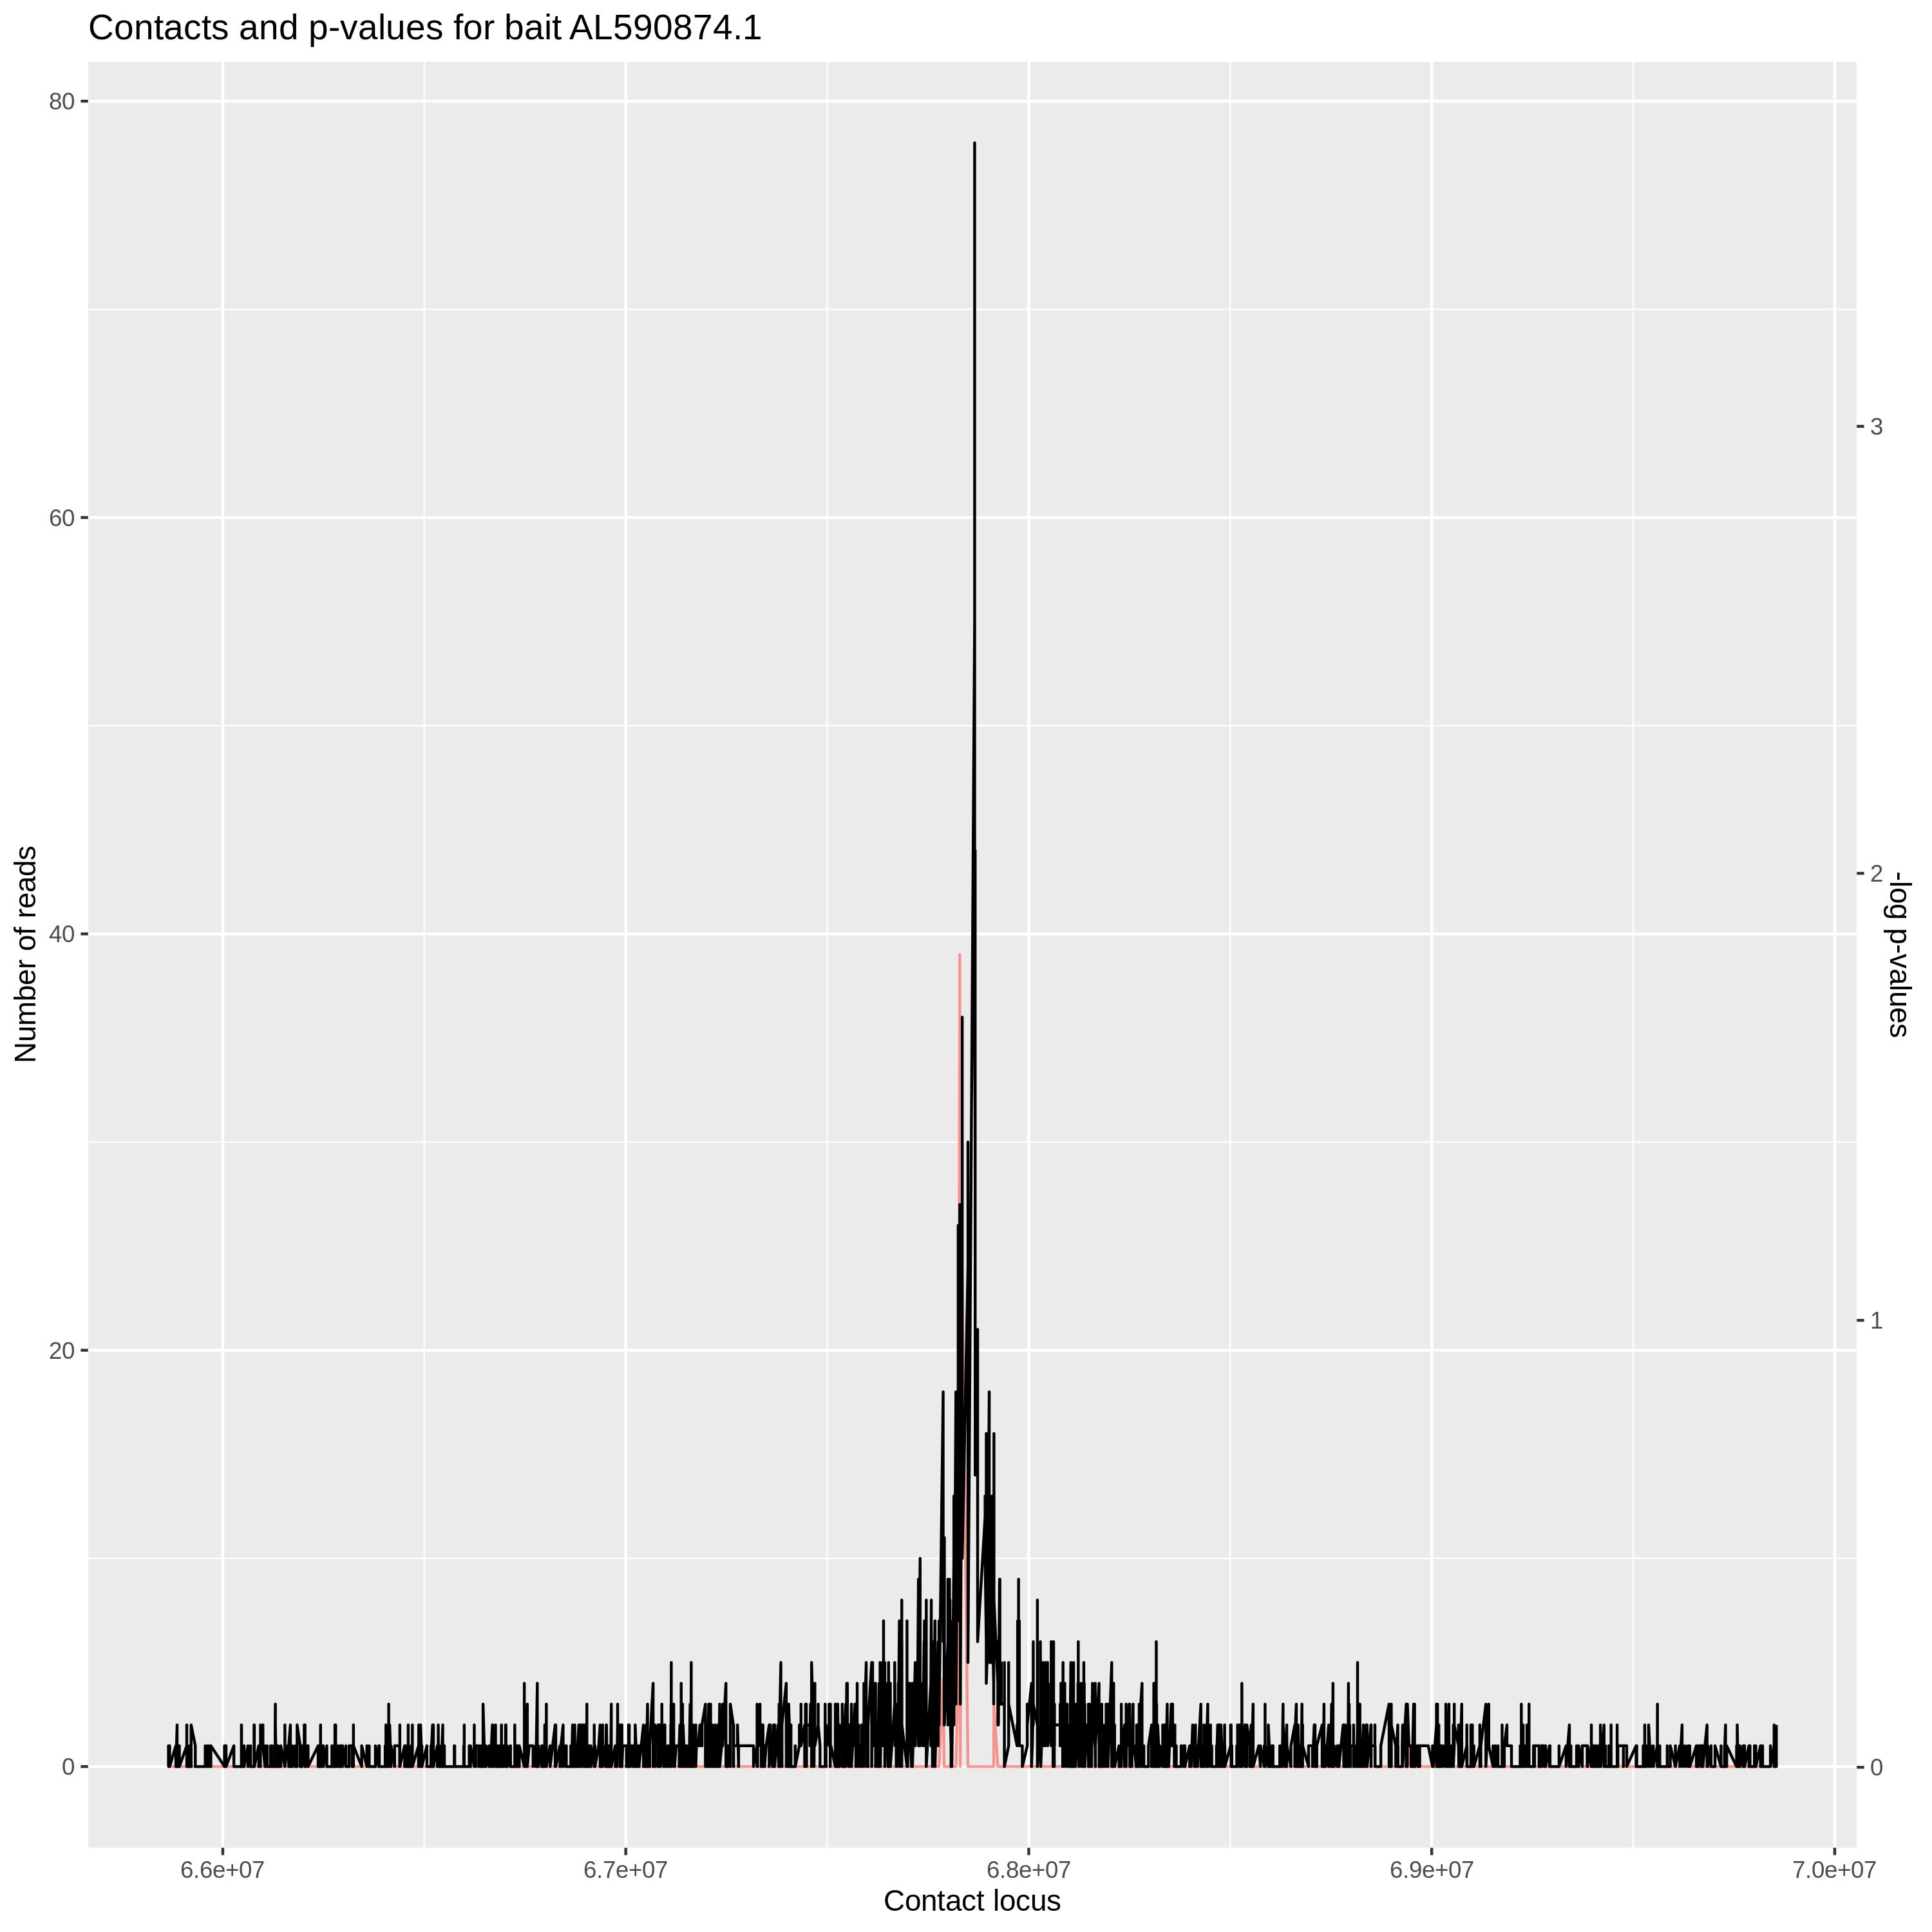 Contacts and p-values for bait AL590874.1
80
60
40
20
0
Number of reads
3
2
1
0
-log p-values
6.6e+07
6.7e+07
6.8e+07
6.9e+07
7.0e+07
Contact locus